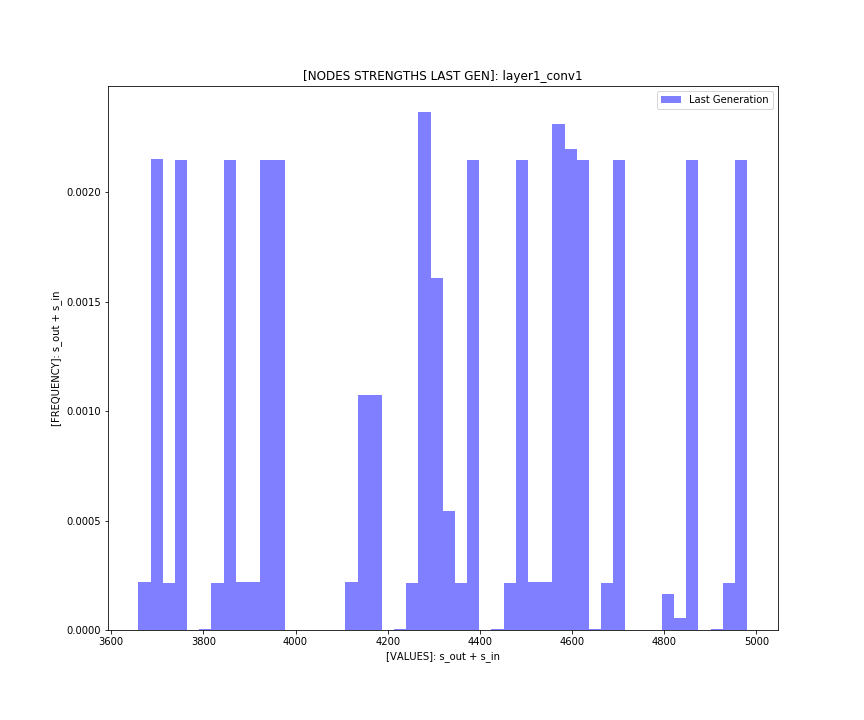 [NODES STRENGTHS LAST GEN]: layer1_conv1
Last Generation
0.0020
0.0015
0.0010
0.0005
0.0000
[FREQUENCY]: s_out + s_in
3600 3800 4000 4200 4400 4600 4800 5000
[VALUES]: s_out + s_in